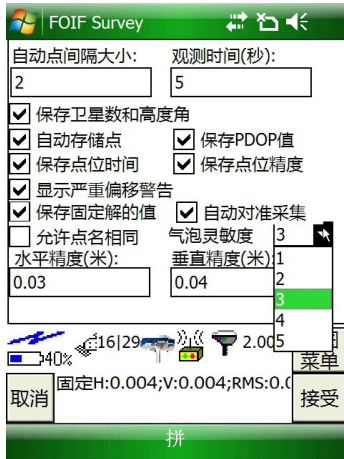 FOIF Survey
自动点间隔大小: 观测时间(秒):
2 5
保存卫星数和高度角
自动存储点 保存PDOP值
保存点位时间 保存点位精度
显示严重偏移警告
保存固定解的值 自动对准采集
允许点名相同 气泡灵敏度 3
水平精度(米): 垂直精度(米):
0.03 0.04
1
2
3
4
5
40% 16|29 2.00
菜单
取消 固定H:0.004;V:0.004;RMS:0.0 接受
拼